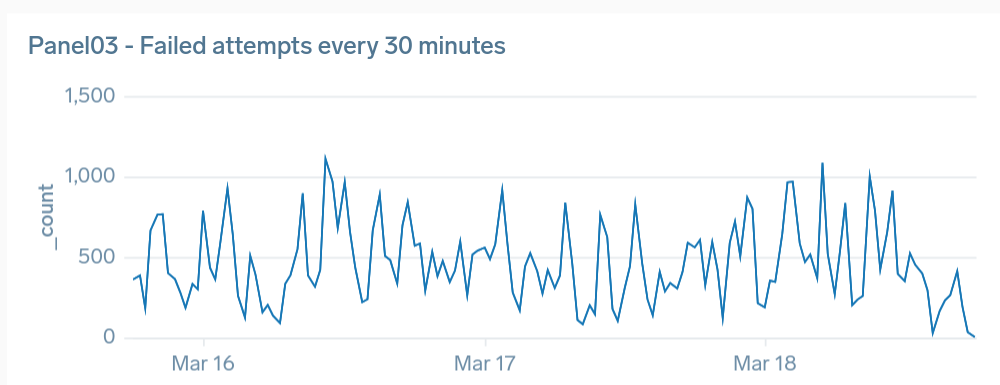 Panel03 - Failed attempts every 30 minutes
1,500
1,000
500
0
_count
Mar 16
Mar 17
Mar 18